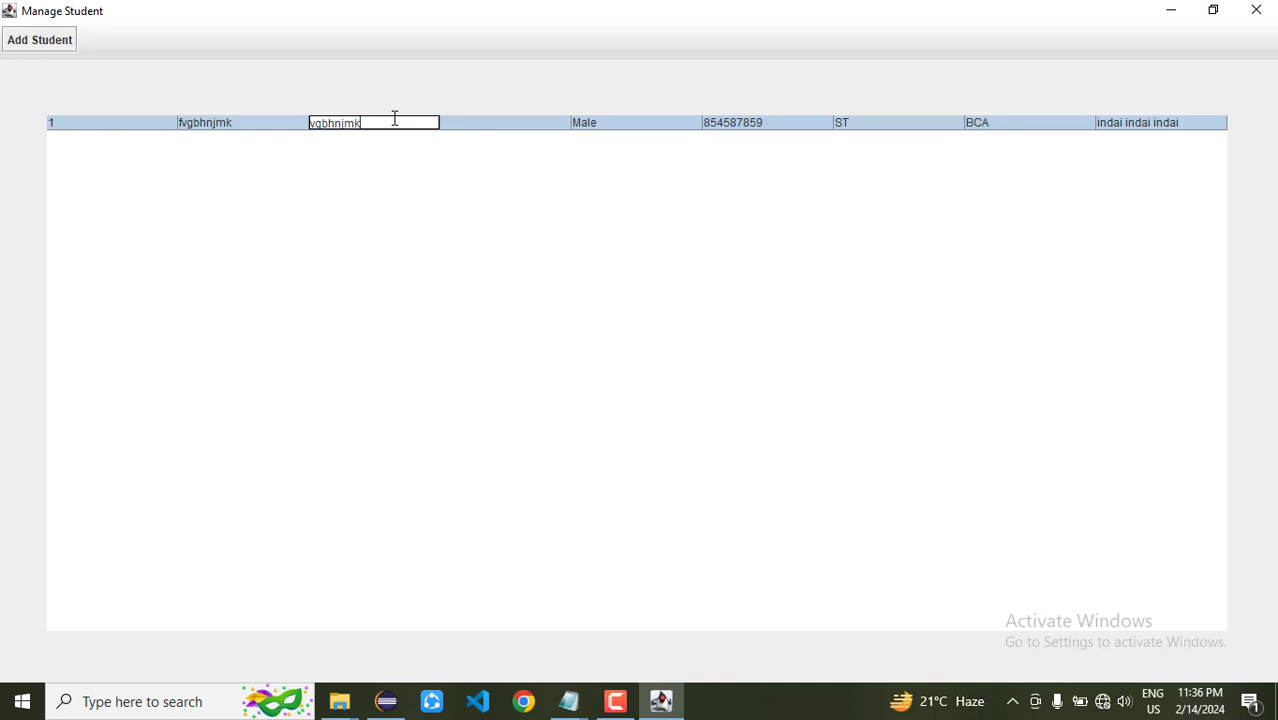 Manage Student
Add Student
1 fvgbhnjmk vgbhnjmk Male 854587859 ST BCA indai indai indai
Activate Windows
Go to Settings to activate Windows.
Type here to search
21°C Haze
ENG
US
11:36 PM
2/14/2024
1